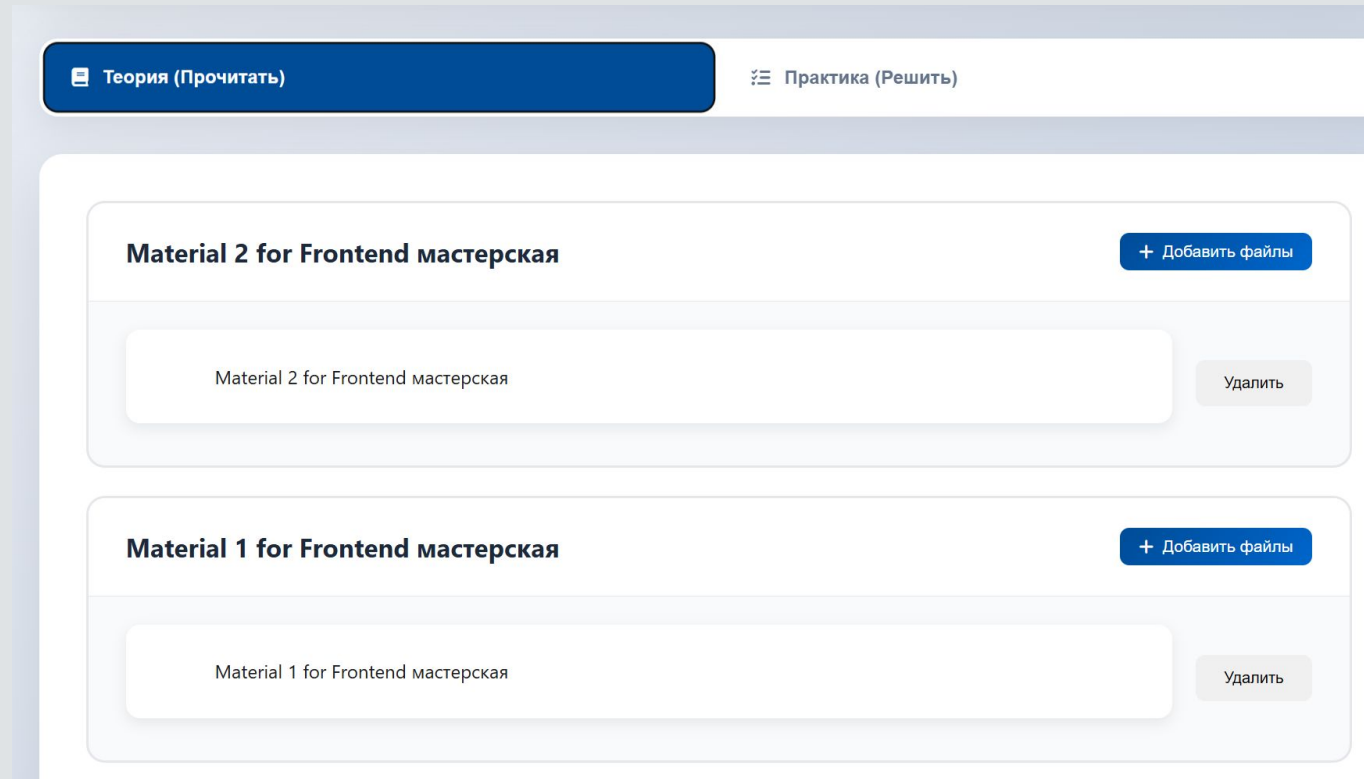 Теория (Прочитать)
Практика (Решить)
Material 2 for Frontend мастерская
+ Добавить файлы
Material 2 for Frontend мастерская
Удалить
Material 1 for Frontend мастерская
+ Добавить файлы
Material 1 for Frontend мастерская
Удалить